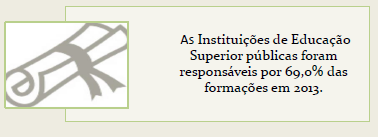 As Instituições de Educação
Superior públicas foram
responsáveis por 69,0% das
formações em 2013.